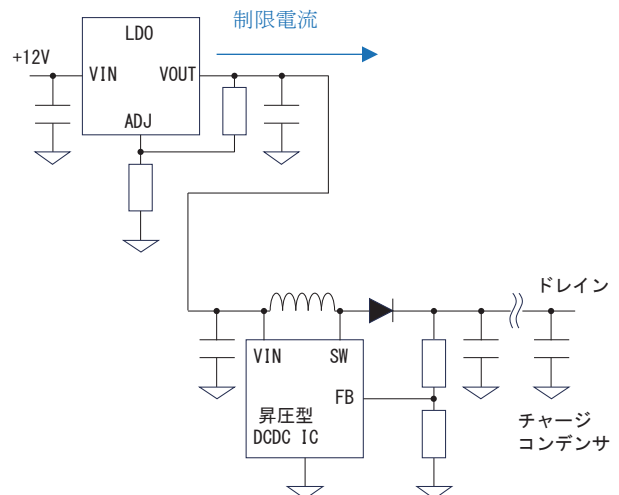 制限電流
LDO
+12V
VIN
VOUT
ADJ
ドレイン
VIN
SW
FB
昇圧型
DCDC IC
チャージ
コンデンサ